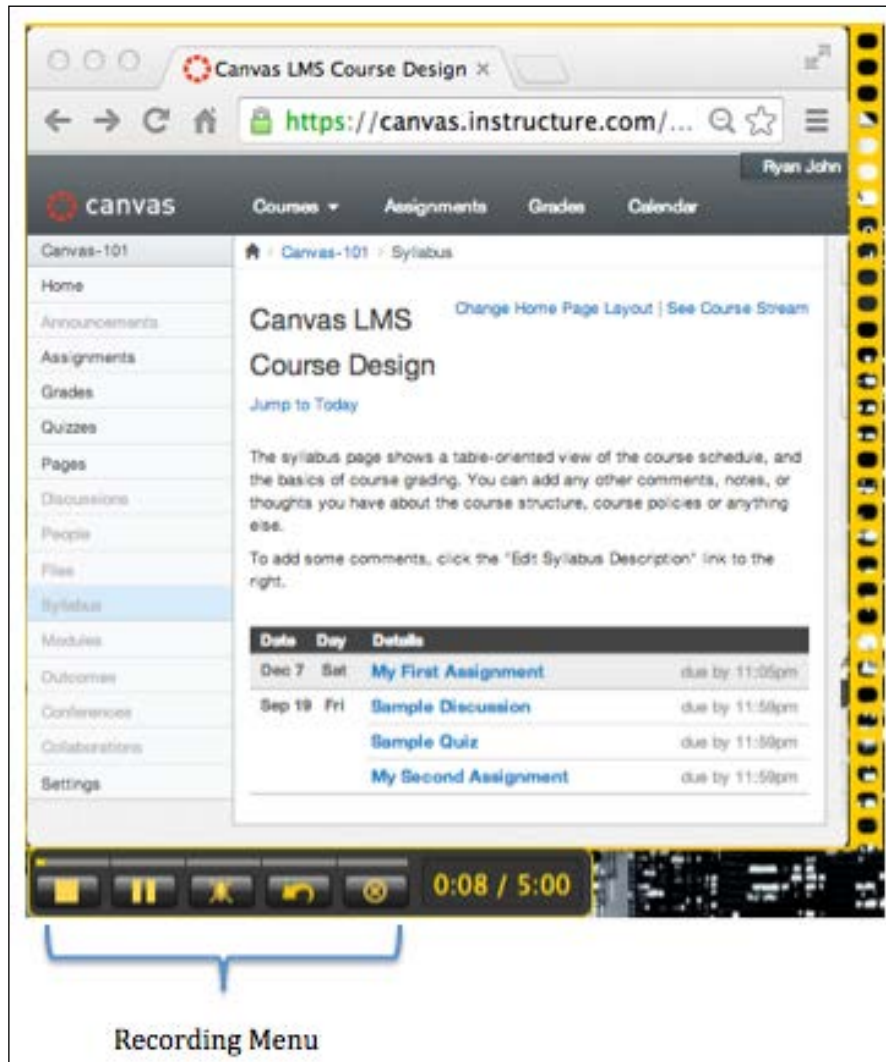 Canvas LMS Course Design ×
https://canvas.instructure.com/...
Ryan John
canvas Courses Assignments Grades Calendar
Canvas-101
Home
Announcements
Assignments
Grades
Quizzes
Pages
Discussions
People
Files
Syllabus
Modules
Outcomes
Conferences
Collaborations
Settings
Canvas-101 Syllabus
Change Home Page Layout | See Course Stream
Canvas LMS
Course Design
Jump to Today
The syllabus page shows a table-oriented view of the course schedule, and
the basics of course grading. You can add any other comments, notes, or
thoughts you have about the course structure, course policies or anything
else.
To add some comments, click the "Edit Syllabus Description" link to the
right.
Date Day Details
Dec 7 Sat My First Assignment due by 11:05pm
Sep 19 Fri Sample Discussion due by 11:59pm
Sample Quiz due by 11:59pm
My Second Assignment due by 11:59pm
0:08 / 5:00
Recording Menu